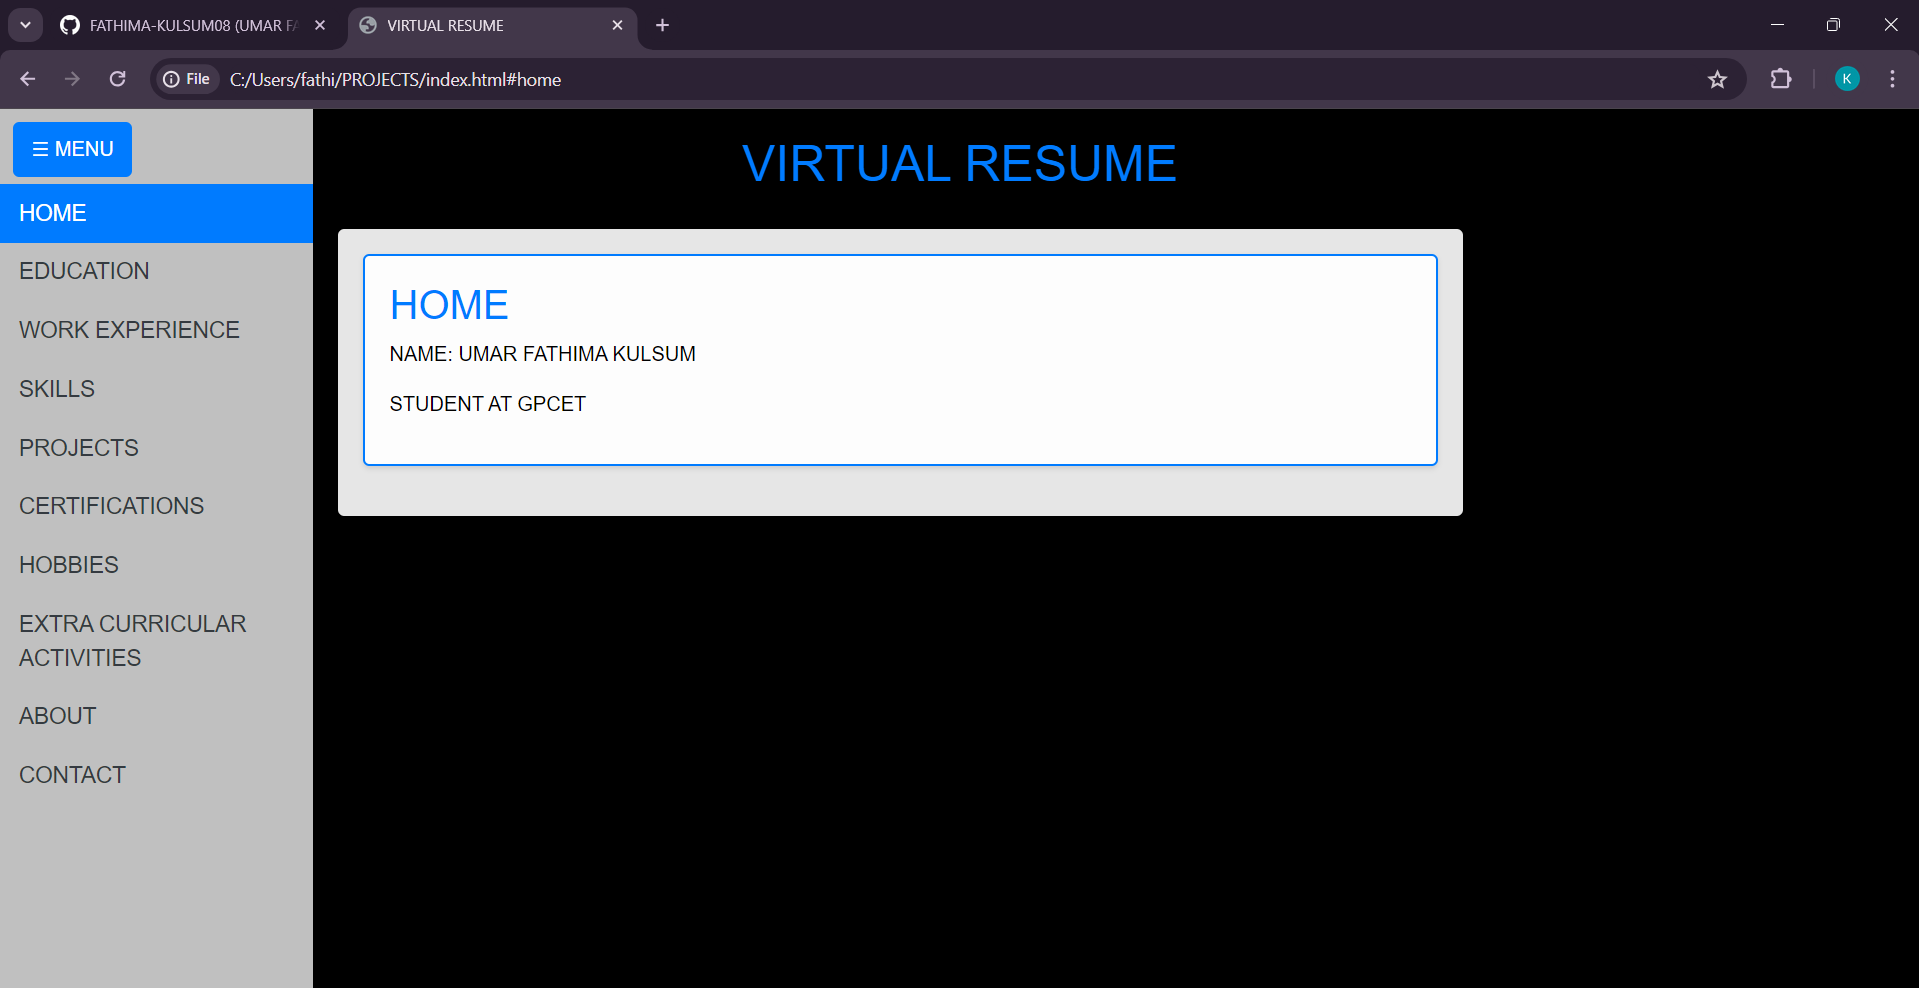 FATHIMA-KULSUM08 (UMAR FA
VIRTUAL RESUME
File
C:/Users/fathi/PROJECTS/index.html#home
K
☰ MENU
HOME
EDUCATION
WORK EXPERIENCE
SKILLS
PROJECTS
CERTIFICATIONS
HOBBIES
EXTRA CURRICULAR
ACTIVITIES
ABOUT
CONTACT
VIRTUAL RESUME
HOME
NAME: UMAR FATHIMA KULSUM
STUDENT AT GPCET